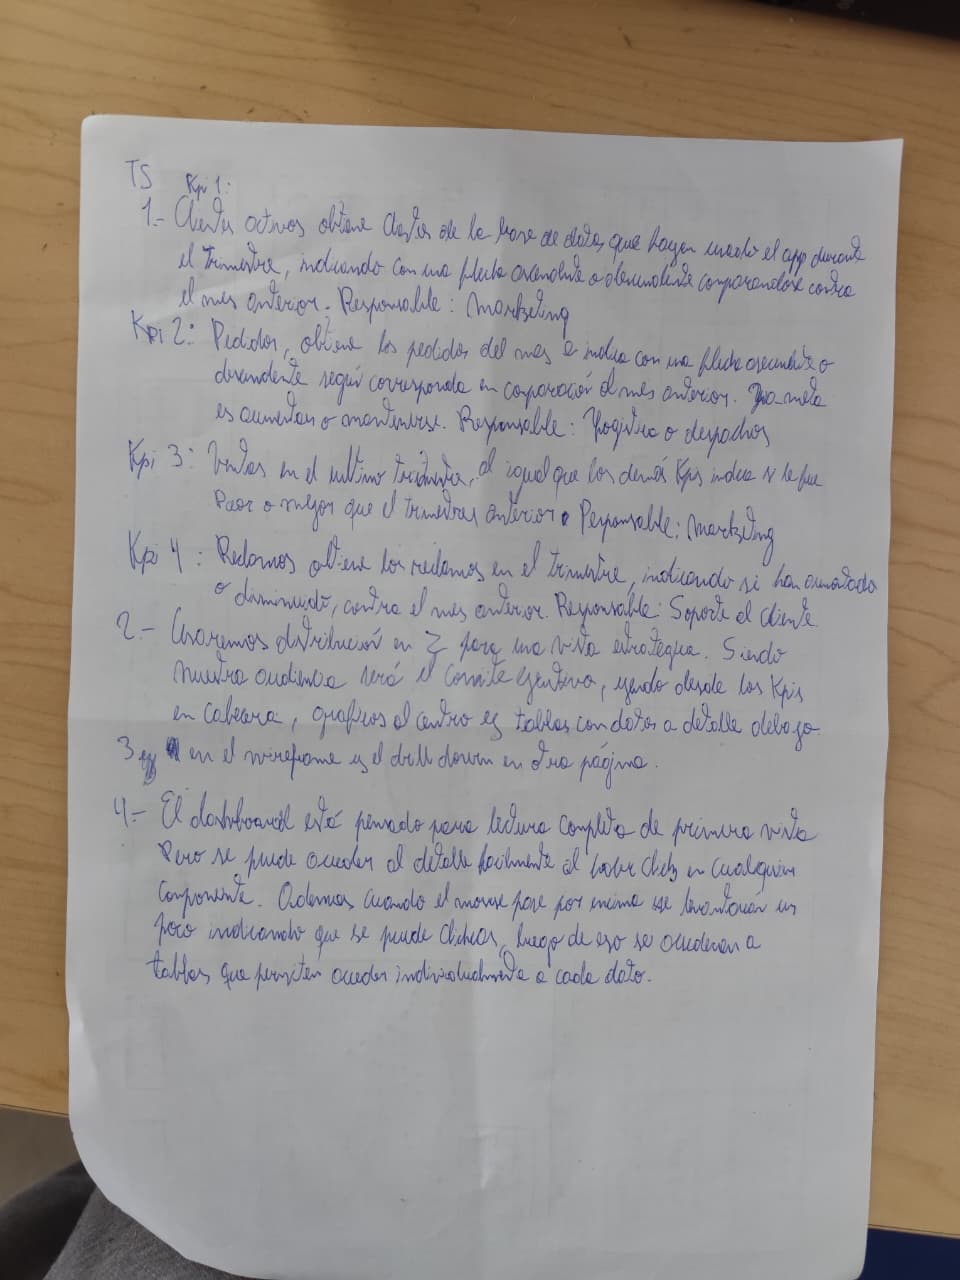 TS Kpi 1:
1.- Clientes activos obtiene clientes de la base de datos, que hayan usado el app durante
el trimestre, indicando con una flecha ascendente o descendente comparandose contra
el mes anterior. Responsable: Marketing
Kpi 2: Pedidos, obtiene los pedidos del mes e indica con una flecha ascendente o
descendente según corresponda en comparación al mes anterior. meta
es aumentar o mantenerse. Responsable: Logistica o despachos
Kpi 3: Ventas en el ultimo trimestre, al igual que los demás Kpis indica si le fue
Peor o mejor que el trimestre anterior. Responsable: Marketing
Kpi 4: Reclamos obtiene los reclamos en el trimestre, indicando si han aumentado
o disminuido, contra el mes anterior. Responsable: Soporte al cliente
2.- Usaremos distribución en Z para una vista estrategica. Siendo
nuestra audiencia será el Comite Ejecutivo, yendo desde los Kpis
en Cabecera, graficos al centro y tablas con datos a detalle debajo
3 en el wireframe y el drill down en otra página.
4.- El dashboard está pensado para lectura completa de primera vista
Pero se puede acceder al detalle facilmente al hacer Click en cualquier
componente. Ademas cuando el mouse pase por encima se levantaran un
poco indicando que se puede clickear, luego de eso se accederan a
tablas que permiten acceder individualmente a cada dato.